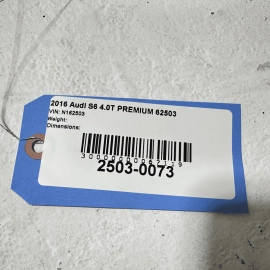 2016 Audi S6 4.0T PREMIUM 62503
VIN: N162503
Weight:
Dimensions:
2503-0073